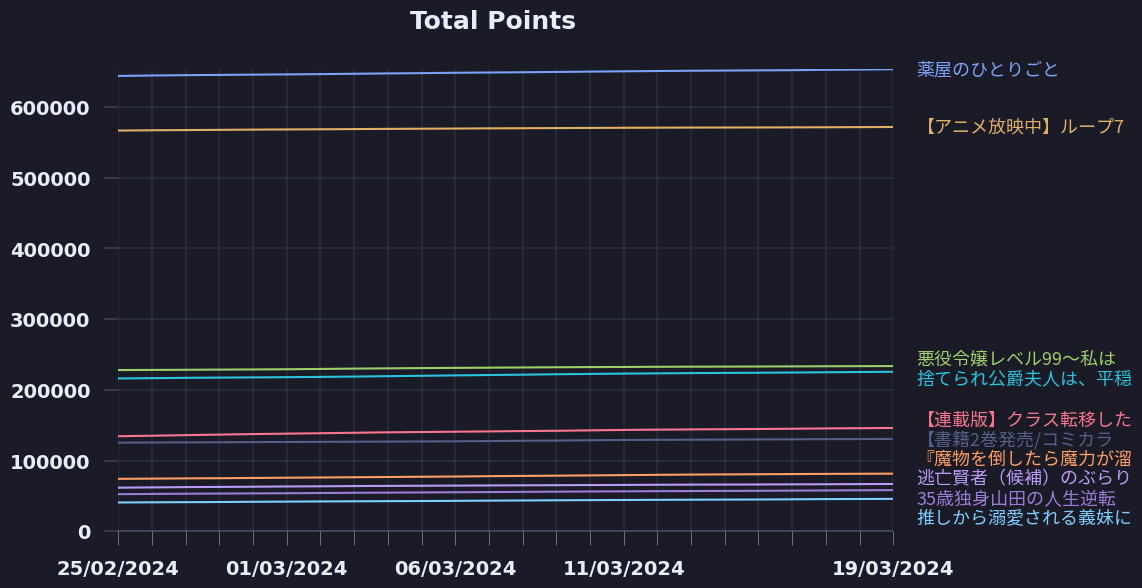 Total Points
薬屋のひとりごと
600000
【アニメ放映中】ループ7
500000
400000
300000
悪役令嬢レベル99～私は
捨てられ公爵夫人は、平穏
200000
【連載版】クラス転移した
【書籍2巻発売/コミカラ
100000
『魔物を倒したら魔力が溜
逃亡賢者（候補）のぶらり
35歳独身山田の人生逆転
推しから溺愛される義妹に
0
25/02/2024 01/03/2024 06/03/2024 11/03/2024 19/03/2024